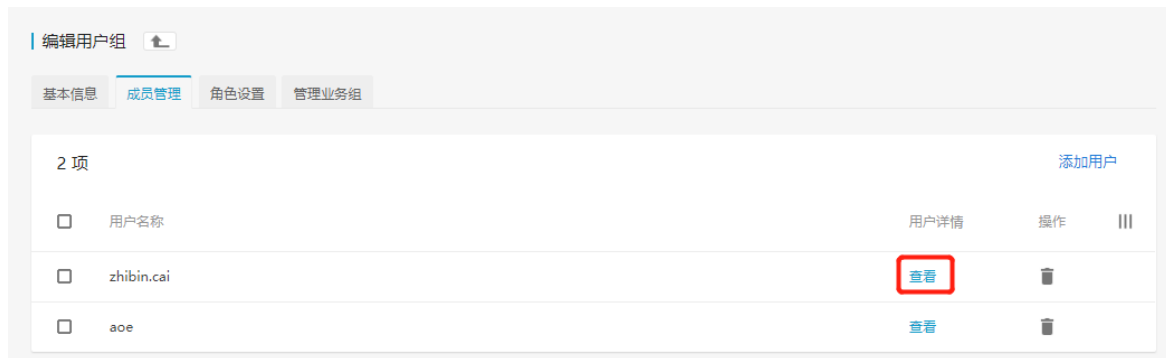 编辑用户组
基本信息 成员管理 角色设置 管理业务组
2 项 添加用户
用户名称 用户详情 操作
zhibin.cai 查看
aoe 查看